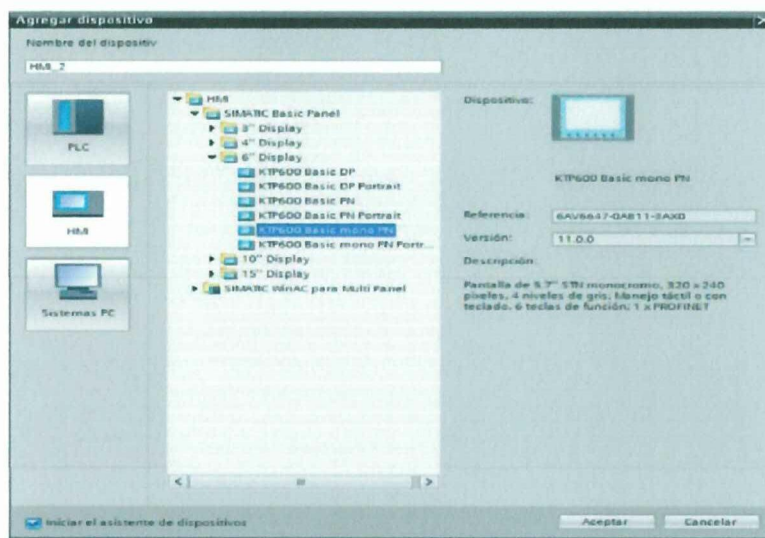 Agregar dispositivo
Nombre del dispositiv
HMI_2
PLC
HMI
Sistemas PC
HMI
SIMATIC Basic Panel
3" Display
4" Display
6" Display
KTP600 Basic DP
KTP600 Basic DP Portrait
KTP600 Basic PN
KTP600 Basic PN Portrait
KTP600 Basic mono PN
KTP600 Basic mono PN Portr...
10" Display
15" Display
SIMATIC WinAC para Multi Panel
Dispositivo:
KTP600 Basic mono PN
Referencia: 6AV6647-0AB11-3AX0
Versión: 11.0.0
Descripción:
Pantalla de 5.7" STN monocromo, 320 x 240
píxeles, 4 niveles de gris; Manejo táctil o con
teclado, 6 teclas de función; 1 x PROFINET
Iniciar el asistente de dispositivos
Aceptar
Cancelar